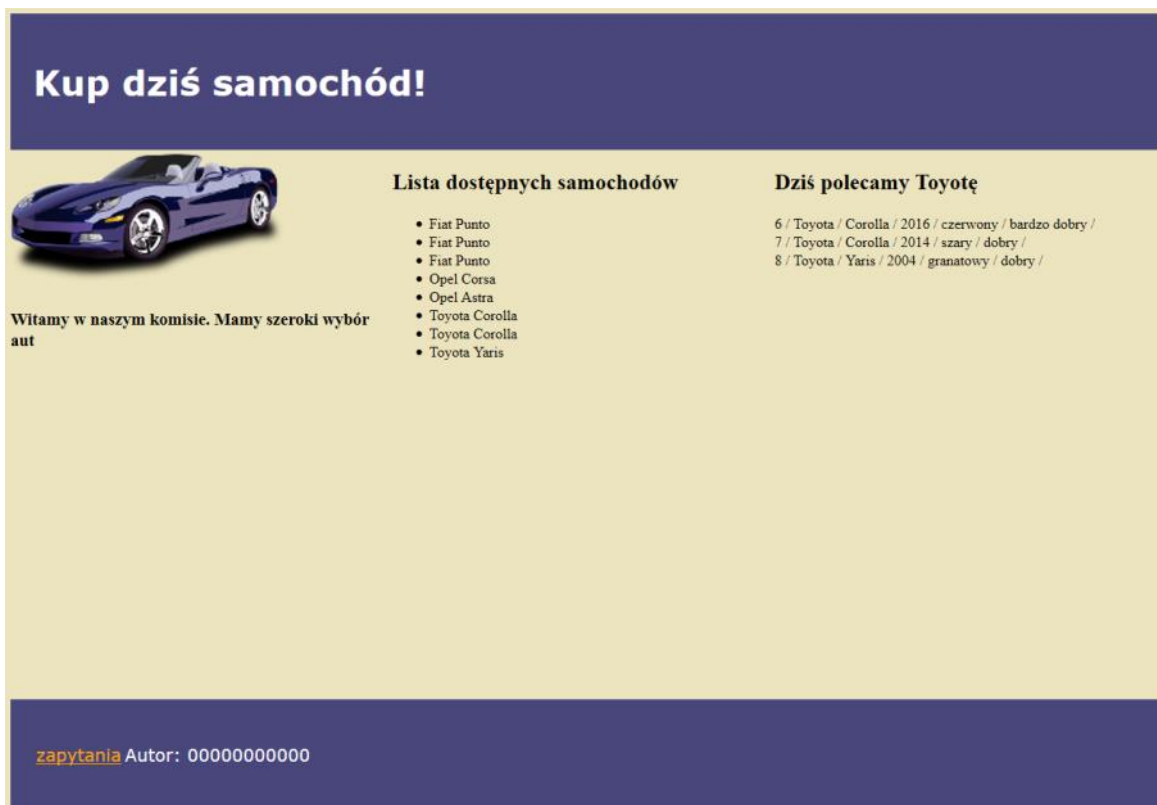 Kup dziś samochód!
Witamy w naszym komisie. Mamy szeroki wybór
aut
Lista dostępnych samochodów
Fiat Punto
Fiat Punto
Fiat Punto
Opel Corsa
Opel Astra
Toyota Corolla
Toyota Corolla
Toyota Yaris
Dziś polecamy Toyotę
6 / Toyota / Corolla / 2016 / czerwony / bardzo dobry /
7 / Toyota / Corolla / 2014 / szary / dobry /
8 / Toyota / Yaris / 2004 / granatowy / dobry /
zapytania Autor: 00000000000